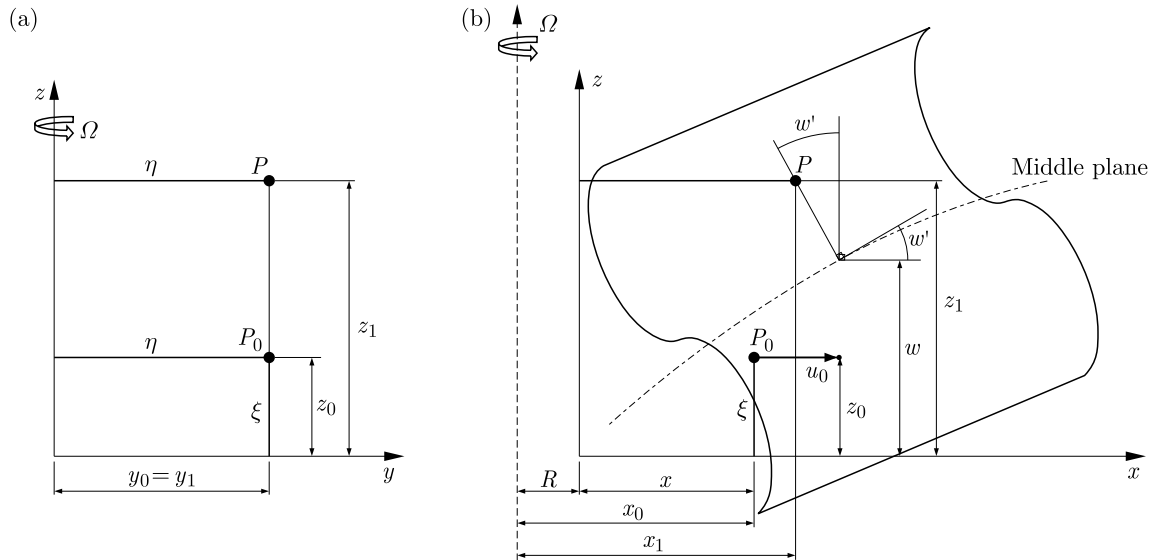 (a)
z
Ω
η
P
η
P₀
z₁
z₀
ξ
y
y₀ = y₁
(b)
Ω
z
w'
P
Middle plane
w'
z₁
w
P₀
u₀
z₀
ξ
R
x
x
x₀
x₁